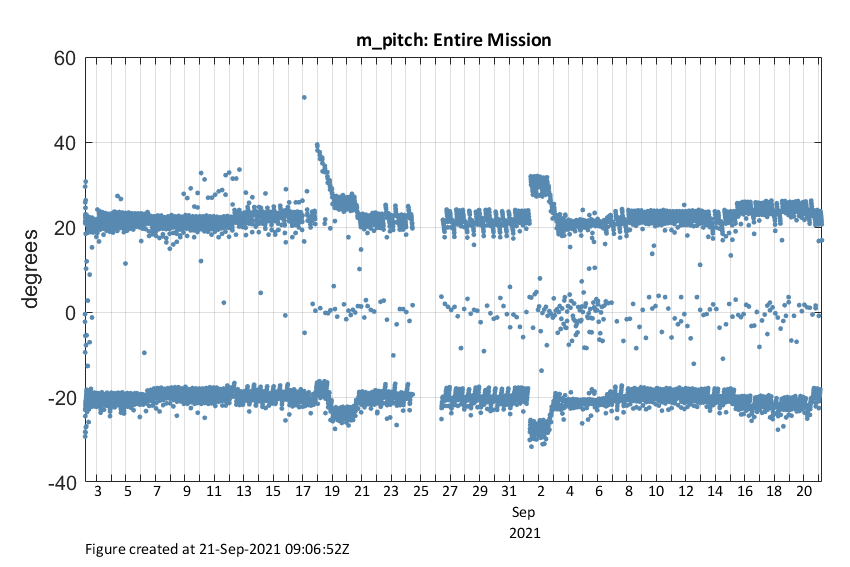 m_pitch: Entire Mission
60
40
20
0
-20
-40
degrees
3 5 7 9 11 13 15 17 19 21 23 25 27 29 31 2 4 6 8 10 12 14 16 18 20
Sep
2021
Figure created at 21-Sep-2021 09:06:52Z